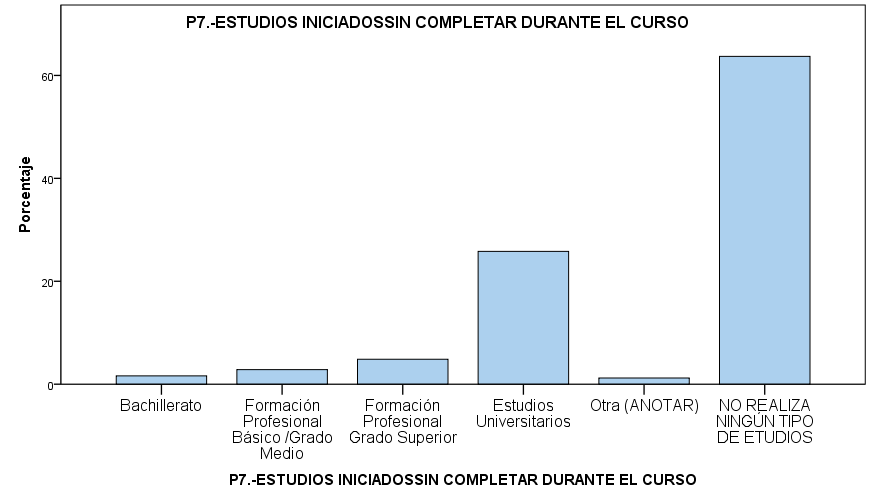 P7.-ESTUDIOS INICIADOSSIN COMPLETAR DURANTE EL CURSO
Porcentaje
60
40
20
0
Bachillerato
Formación
Profesional
Básico /Grado
Medio
Formación
Profesional
Grado Superior
Estudios
Universitarios
Otra (ANOTAR)
NO REALIZA
NINGÚN TIPO
DE ETUDIOS
P7.-ESTUDIOS INICIADOSSIN COMPLETAR DURANTE EL CURSO